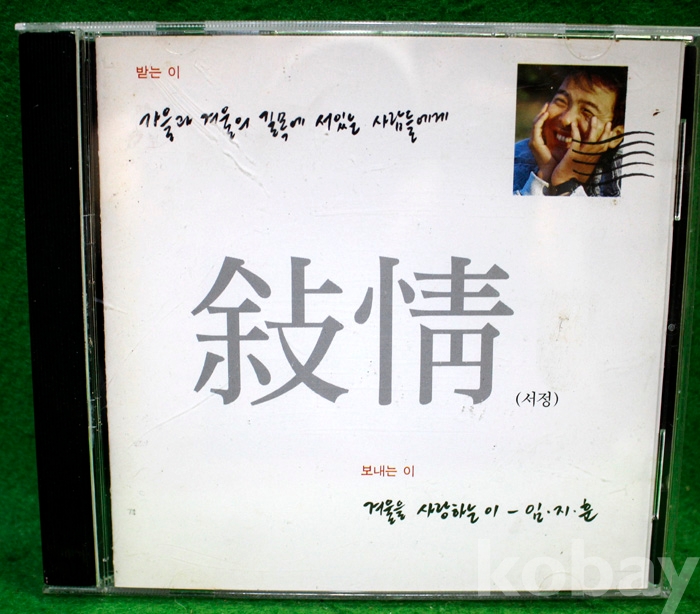 받는 이
가을과 겨울의 길목에 서있는 사람들에게
敍情
(서정)
보내는 이
겨울을 사랑하는 이 - 임·지·훈
kobay